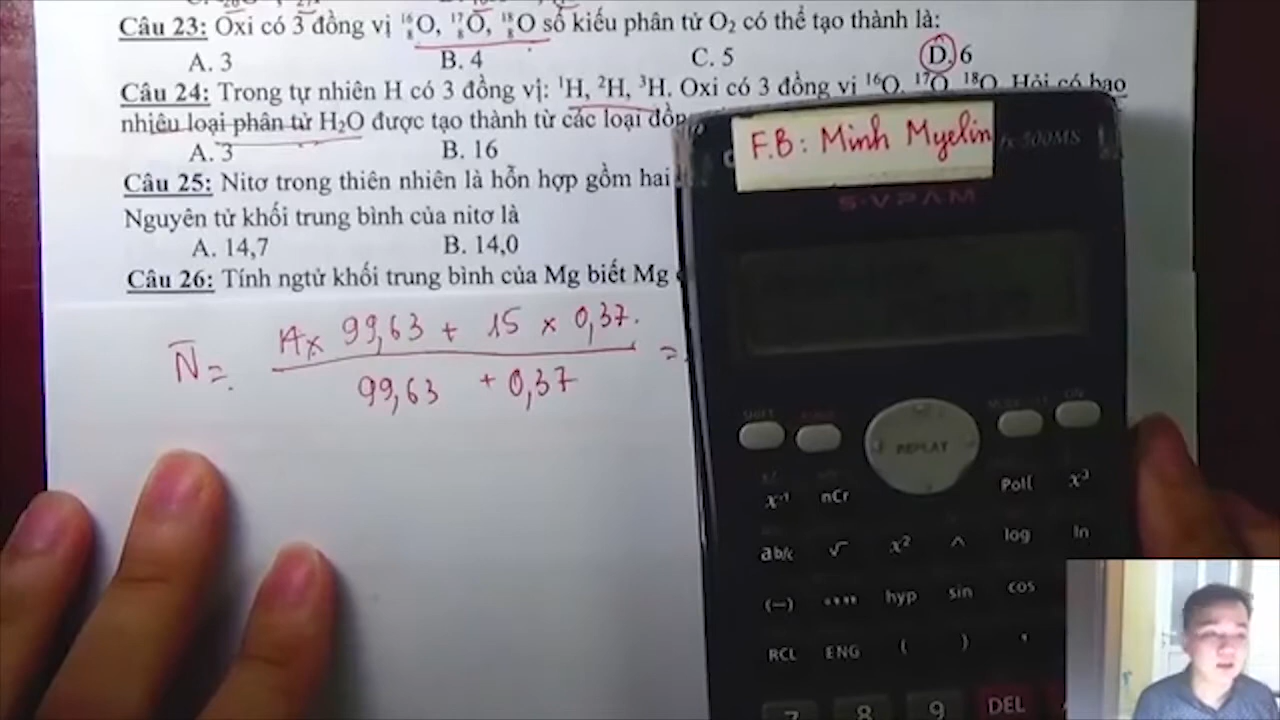 Câu 23: Oxi có 3 đồng vị ¹⁶₈O, ¹⁷₈O, ¹⁸₈O số kiểu phân tử O₂ có thể tạo thành là:
A. 3 B. 4 C. 5 D. 6
Câu 24: Trong tự nhiên H có 3 đồng vị: ¹H, ²H, ³H. Oxi có 3 đồng vị ¹⁶O, ¹⁷O, ¹⁸O. Hỏi có bao
nhiêu loại phân tử H₂O được tạo thành từ các loại
A. 3 B. 16
Câu 25: Nitơ trong thiên nhiên là hỗn hợp gồm hai
Nguyên tử khối trung bình của nitơ là
A. 14,7 B. 14,0
Câu 26: Tính ngtử khối trung bình của Mg biết Mg
N̅ = 14 x 99,63 + 15 x 0,37 =
99,63 + 0,37
F.B: Minh Myelin
fx-500MS
S-VPAM
REPLAY
x⁻¹ nCr Pol( x³
ab/c √ x² ^ log ln
(−) °'" hyp sin cos
RCL ENG ( ) ,
7 8 9 DEL